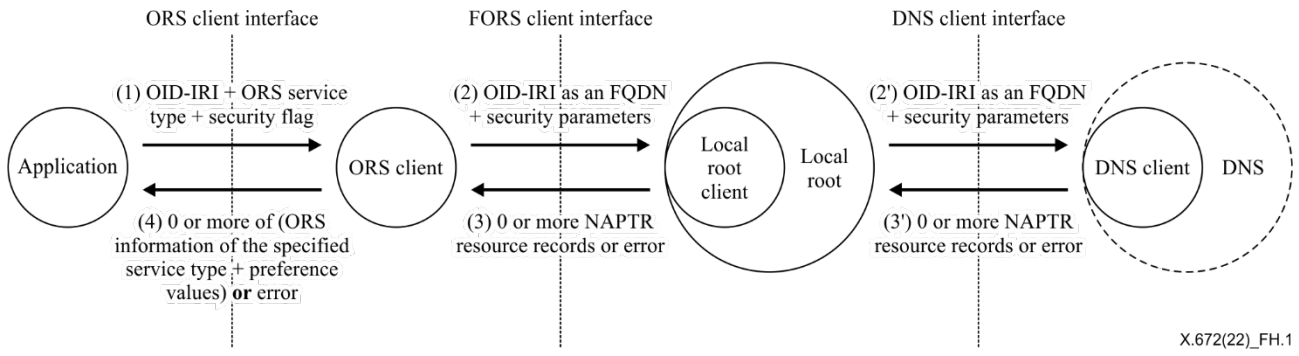 ORS client interface
FORS client interface
DNS client interface
(1) OID-IRI + ORS service
type + security flag
(2) OID-IRI as an FQDN
+ security parameters
(2') OID-IRI as an FQDN
+ security parameters
Application
ORS client
Local
root
client
Local
root
DNS client
DNS
(4) 0 or more of (ORS
information of the specified
service type + preference
values) or error
(3) 0 or more NAPTR
resource records or error
(3') 0 or more NAPTR
resource records or error
X.672(22)_FH.1